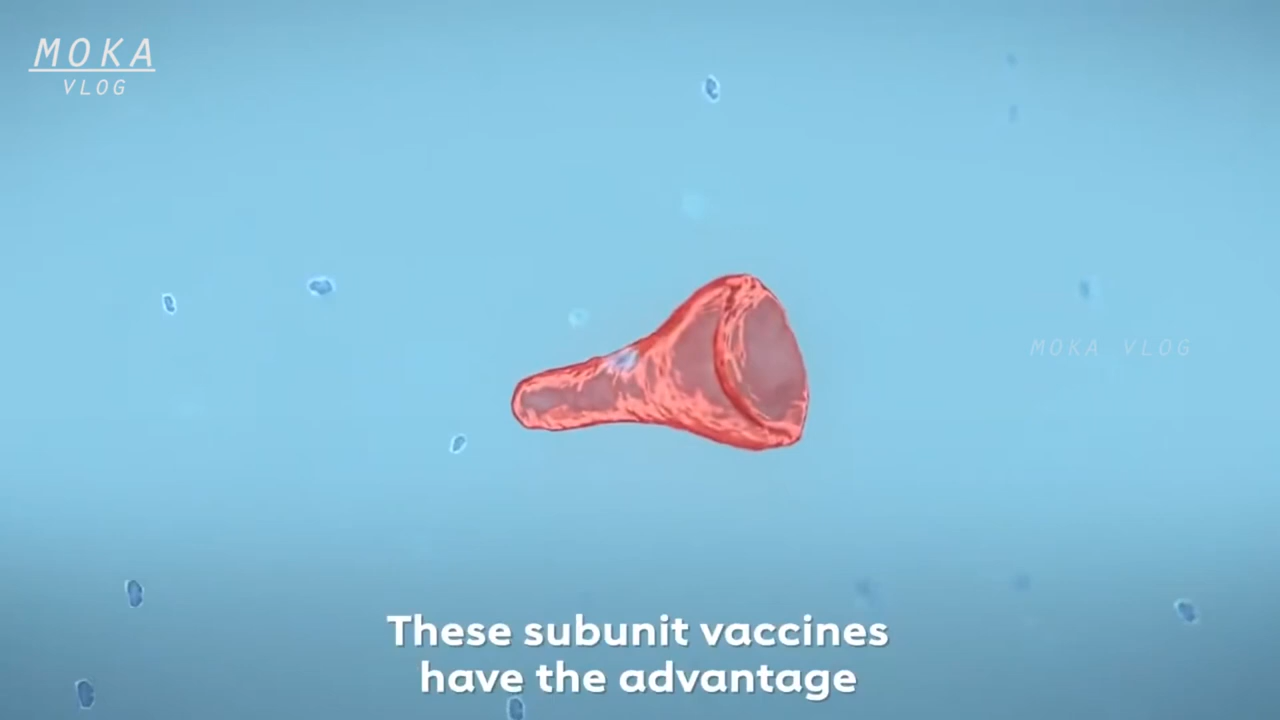 MOKA
VLOG
MOKA VLOG
These subunit vaccines
have the advantage